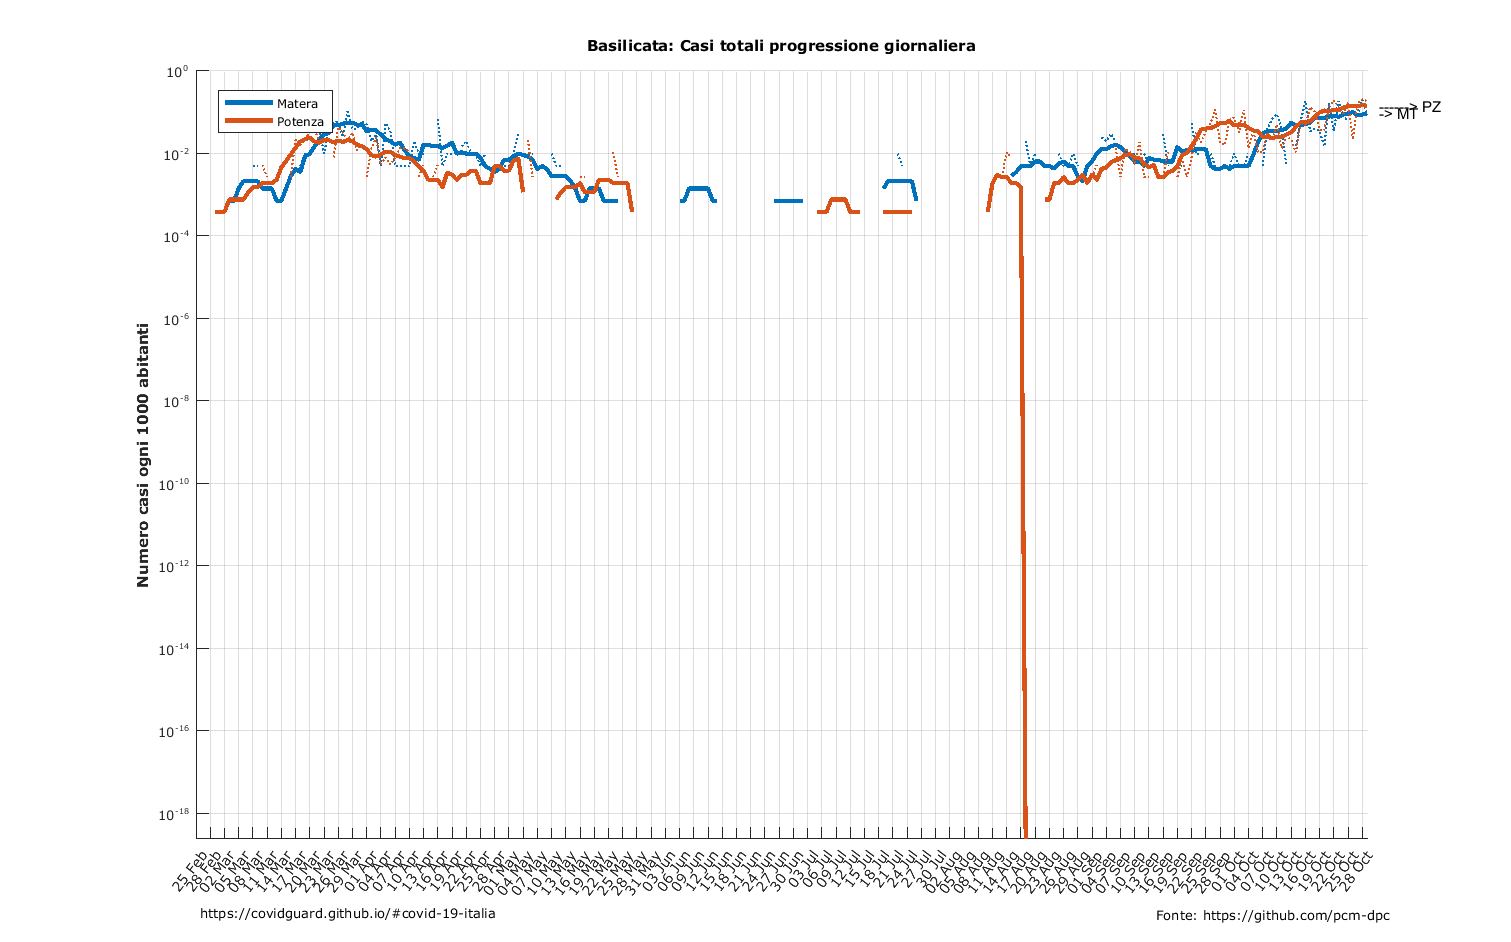 Basilicata: Casi totali progressione giornaliera
Matera
Potenza
------> PZ
-> MT
Numero casi ogni 1000 abitanti
10^0
10^-2
10^-4
10^-6
10^-8
10^-10
10^-12
10^-14
10^-16
10^-18
25 Feb
28 Feb
02 Mar
05 Mar
08 Mar
11 Mar
14 Mar
17 Mar
20 Mar
23 Mar
26 Mar
29 Mar
01 Apr
04 Apr
07 Apr
10 Apr
13 Apr
16 Apr
19 Apr
22 Apr
25 Apr
28 Apr
01 May
04 May
07 May
10 May
13 May
16 May
19 May
22 May
25 May
28 May
31 May
03 Jun
06 Jun
09 Jun
12 Jun
15 Jun
18 Jun
21 Jun
24 Jun
27 Jun
30 Jun
03 Jul
06 Jul
09 Jul
12 Jul
15 Jul
18 Jul
21 Jul
24 Jul
27 Jul
30 Jul
02 Aug
05 Aug
08 Aug
11 Aug
14 Aug
17 Aug
20 Aug
23 Aug
26 Aug
29 Aug
01 Sep
04 Sep
07 Sep
10 Sep
13 Sep
16 Sep
19 Sep
22 Sep
25 Sep
28 Sep
01 Oct
04 Oct
07 Oct
10 Oct
13 Oct
16 Oct
19 Oct
22 Oct
25 Oct
28 Oct
https://covidguard.github.io/#covid-19-italia
Fonte: https://github.com/pcm-dpc